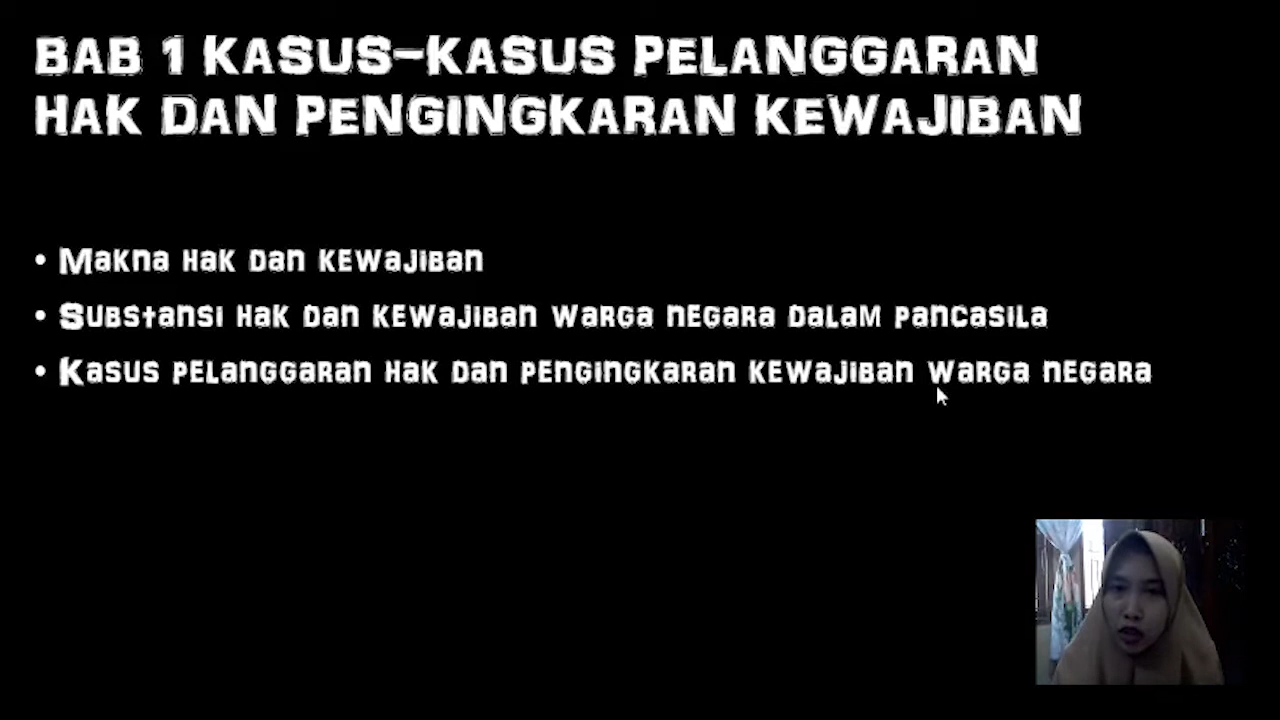 BAB 1 KASUS-KASUS PELANGGARAN
HAK DAN PENGINGKARAN KEWAJIBAN
• Makna hak dan kewajiban
• Substansi hak dan kewajiban warga negara dalam pancasila
• Kasus pelanggaran hak dan pengingkaran kewajiban warga negara